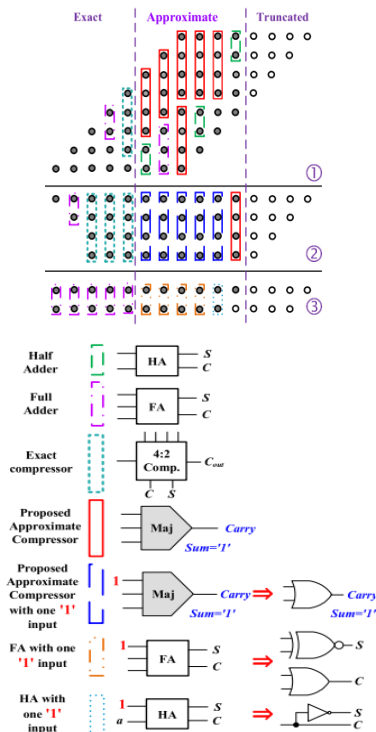 Exact Approximate Truncated
①
②
③
Half
Adder
HA
S
C
Full
Adder
FA
S
C
Exact
compressor
4:2
Comp.
Cout
C S
Proposed
Approximate
Compressor
Maj
Carry
Sum='1'
Proposed
Approximate
Compressor
with one '1'
input
1
Maj
Carry
Sum='1'
⇒
Carry
Sum='1'
FA with one
'1' input
1
FA
S
C
⇒
S
C
HA with
one '1'
input
1
a
HA
S
C
⇒
S
C